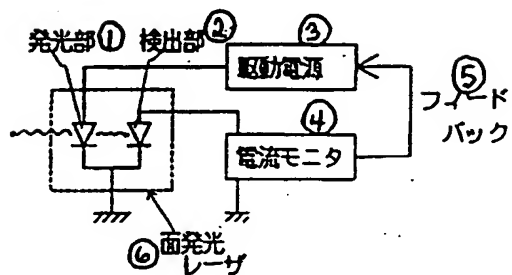 発光部 ① 検出部 ②
③
駆動電源
④
電流モニタ
⑤
フィード
バック
⑥ 面発光
レーザ